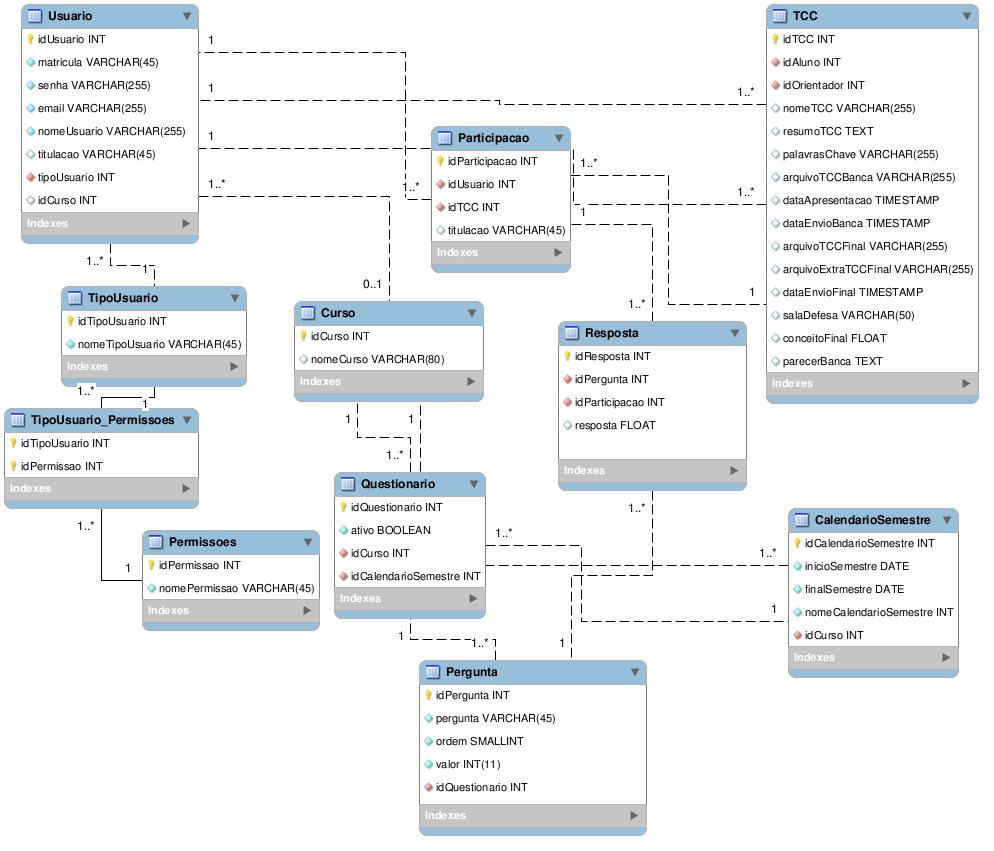 Usuario
idUsuario INT
matricula VARCHAR(45)
senha VARCHAR(255)
email VARCHAR(255)
nomeUsuario VARCHAR(255)
titulacao VARCHAR(45)
tipoUsuario INT
idCurso INT
Indexes
1
1
1
1..*
1..*
1
1..*
0..1
TCC
idTCC INT
idAluno INT
idOrientador INT
nomeTCC VARCHAR(255)
resumoTCC TEXT
palavrasChave VARCHAR(255)
arquivoTCCBanca VARCHAR(255)
dataApresentacao TIMESTAMP
dataEnvioBanca TIMESTAMP
arquivoTCCFinal VARCHAR(255)
arquivoExtraTCCFinal VARCHAR(255)
dataEnvioFinal TIMESTAMP
salaDefesa VARCHAR(50)
conceitoFinal FLOAT
parecerBanca TEXT
Indexes
1..*
1..*
1
Participacao
idParticipacao INT
idUsuario INT
idTCC INT
titulacao VARCHAR(45)
Indexes
1..*
1
1..*
TipoUsuario
idTipoUsuario INT
nomeTipoUsuario VARCHAR(45)
Indexes
1..*
1
Curso
idCurso INT
nomeCurso VARCHAR(80)
Indexes
1
1
1..*
Resposta
idResposta INT
idPergunta INT
idParticipacao INT
resposta FLOAT
Indexes
1..*
TipoUsuario_Permissoes
idTipoUsuario INT
idPermissao INT
Indexes
1..*
1
Permissoes
idPermissao INT
nomePermissao VARCHAR(45)
Indexes
Questionario
idQuestionario INT
ativo BOOLEAN
idCurso INT
idCalendarioSemestre INT
Indexes
1..*
1..*
1
1
1..*
1
CalendarioSemestre
idCalendarioSemestre INT
inicioSemestre DATE
finalSemestre DATE
nomeCalendarioSemestre INT
idCurso INT
Indexes
Pergunta
idPergunta INT
pergunta VARCHAR(45)
ordem SMALLINT
valor INT(11)
idQuestionario INT
Indexes